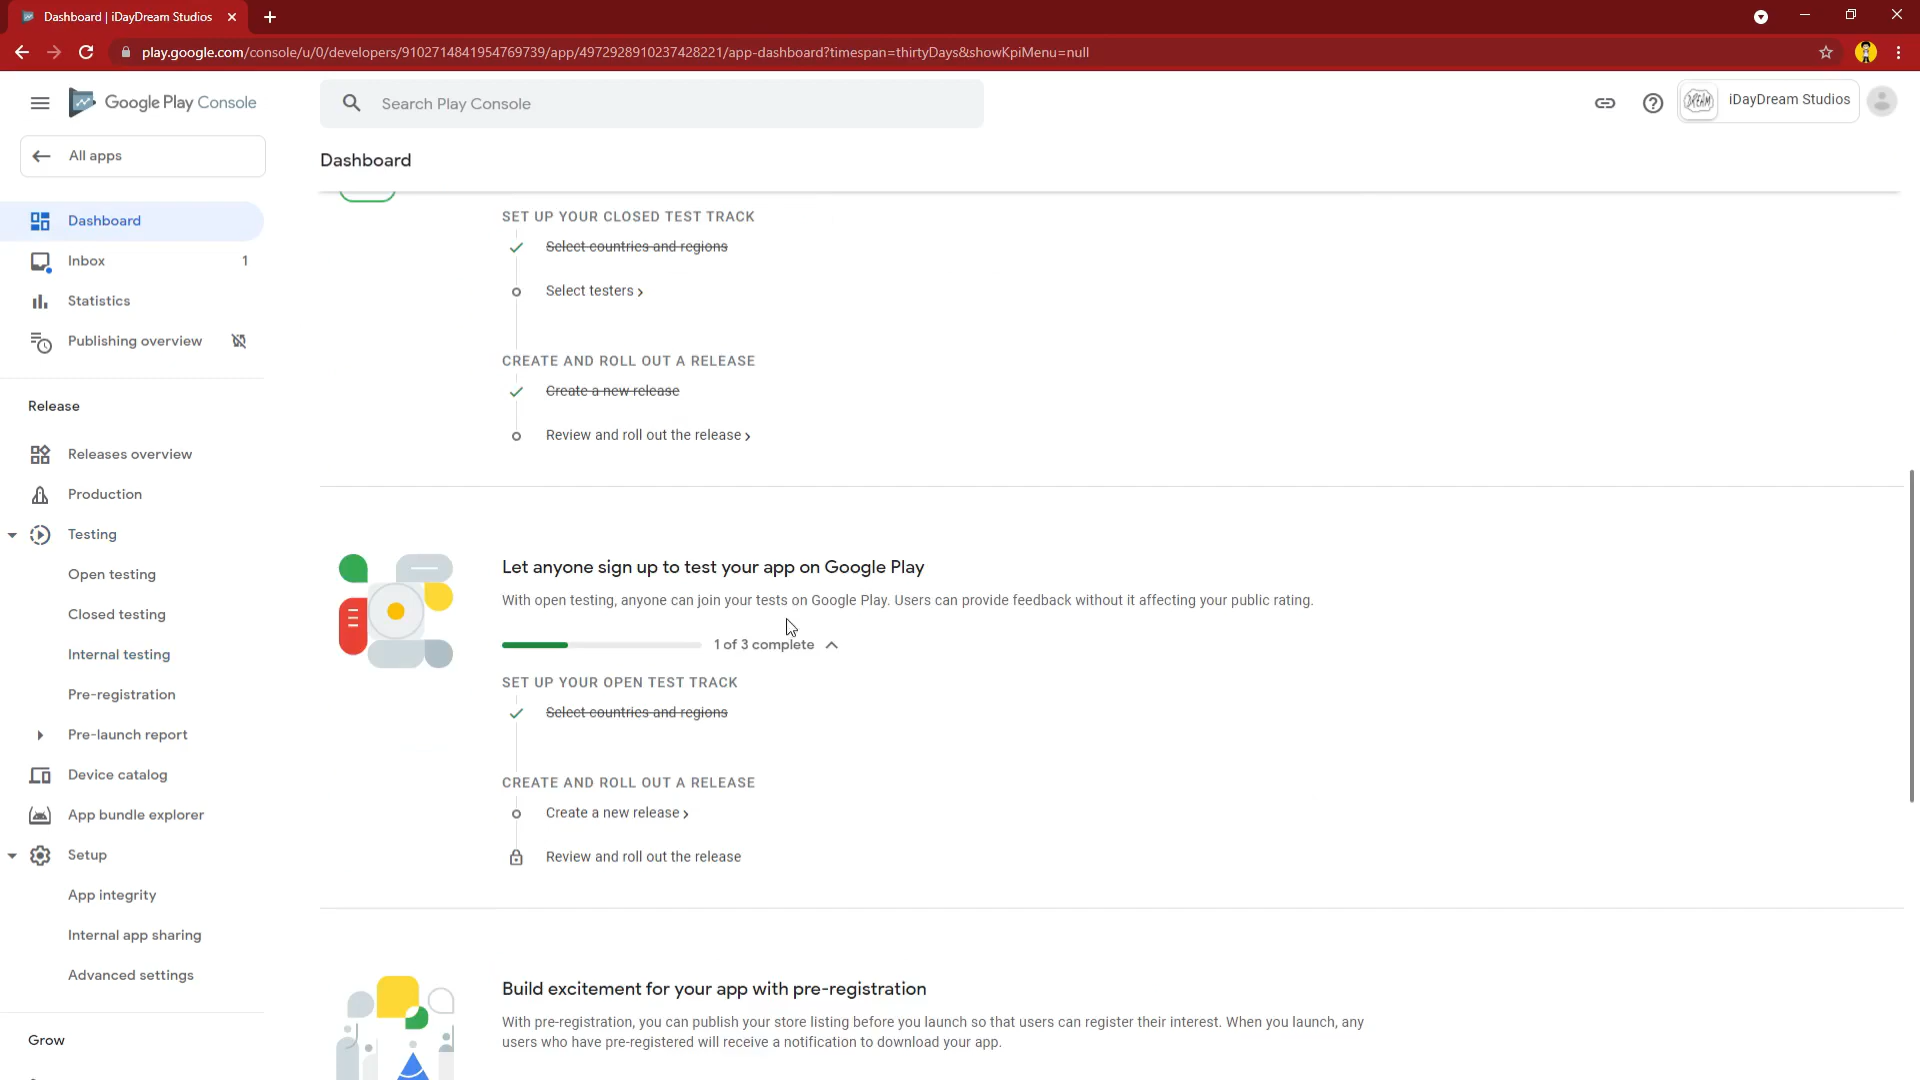 Dashboard | iDayDream Studios
play.google.com/console/u/0/developers/9102714841954769739/app/4972928910237428221/app-dashboard?timespan=thirtyDays&showKpiMenu=null
Google Play Console
Search Play Console
DREAM
iDayDream Studios
All apps
Dashboard
Dashboard
Inbox 1
Statistics
Publishing overview
Release
Releases overview
Production
Testing
Open testing
Closed testing
Internal testing
Pre-registration
Pre-launch report
Device catalog
App bundle explorer
Setup
App integrity
Internal app sharing
Advanced settings
Grow
SET UP YOUR CLOSED TEST TRACK
Select countries and regions
Select testers
CREATE AND ROLL OUT A RELEASE
Create a new release
Review and roll out the release
Let anyone sign up to test your app on Google Play
With open testing, anyone can join your tests on Google Play. Users can provide feedback without it affecting your public rating.
1 of 3 complete
SET UP YOUR OPEN TEST TRACK
Select countries and regions
CREATE AND ROLL OUT A RELEASE
Create a new release
Review and roll out the release
Build excitement for your app with pre-registration
With pre-registration, you can publish your store listing before you launch so that users can register their interest. When you launch, any
users who have pre-registered will receive a notification to download your app.